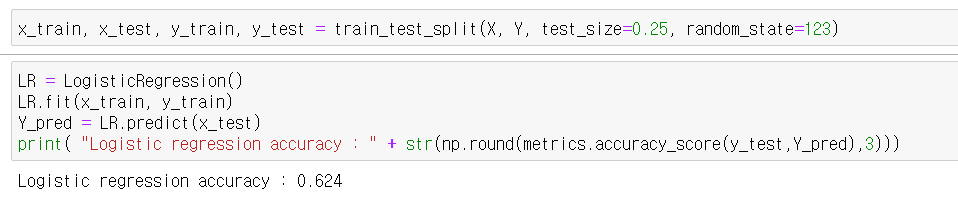 x_train, x_test, y_train, y_test = train_test_split(X, Y, test_size=0.25, random_state=123)
LR = LogisticRegression()
LR.fit(x_train, y_train)
Y_pred = LR.predict(x_test)
print( "Logistic regression accuracy : " + str(np.round(metrics.accuracy_score(y_test,Y_pred),3)))
Logistic regression accuracy : 0.624